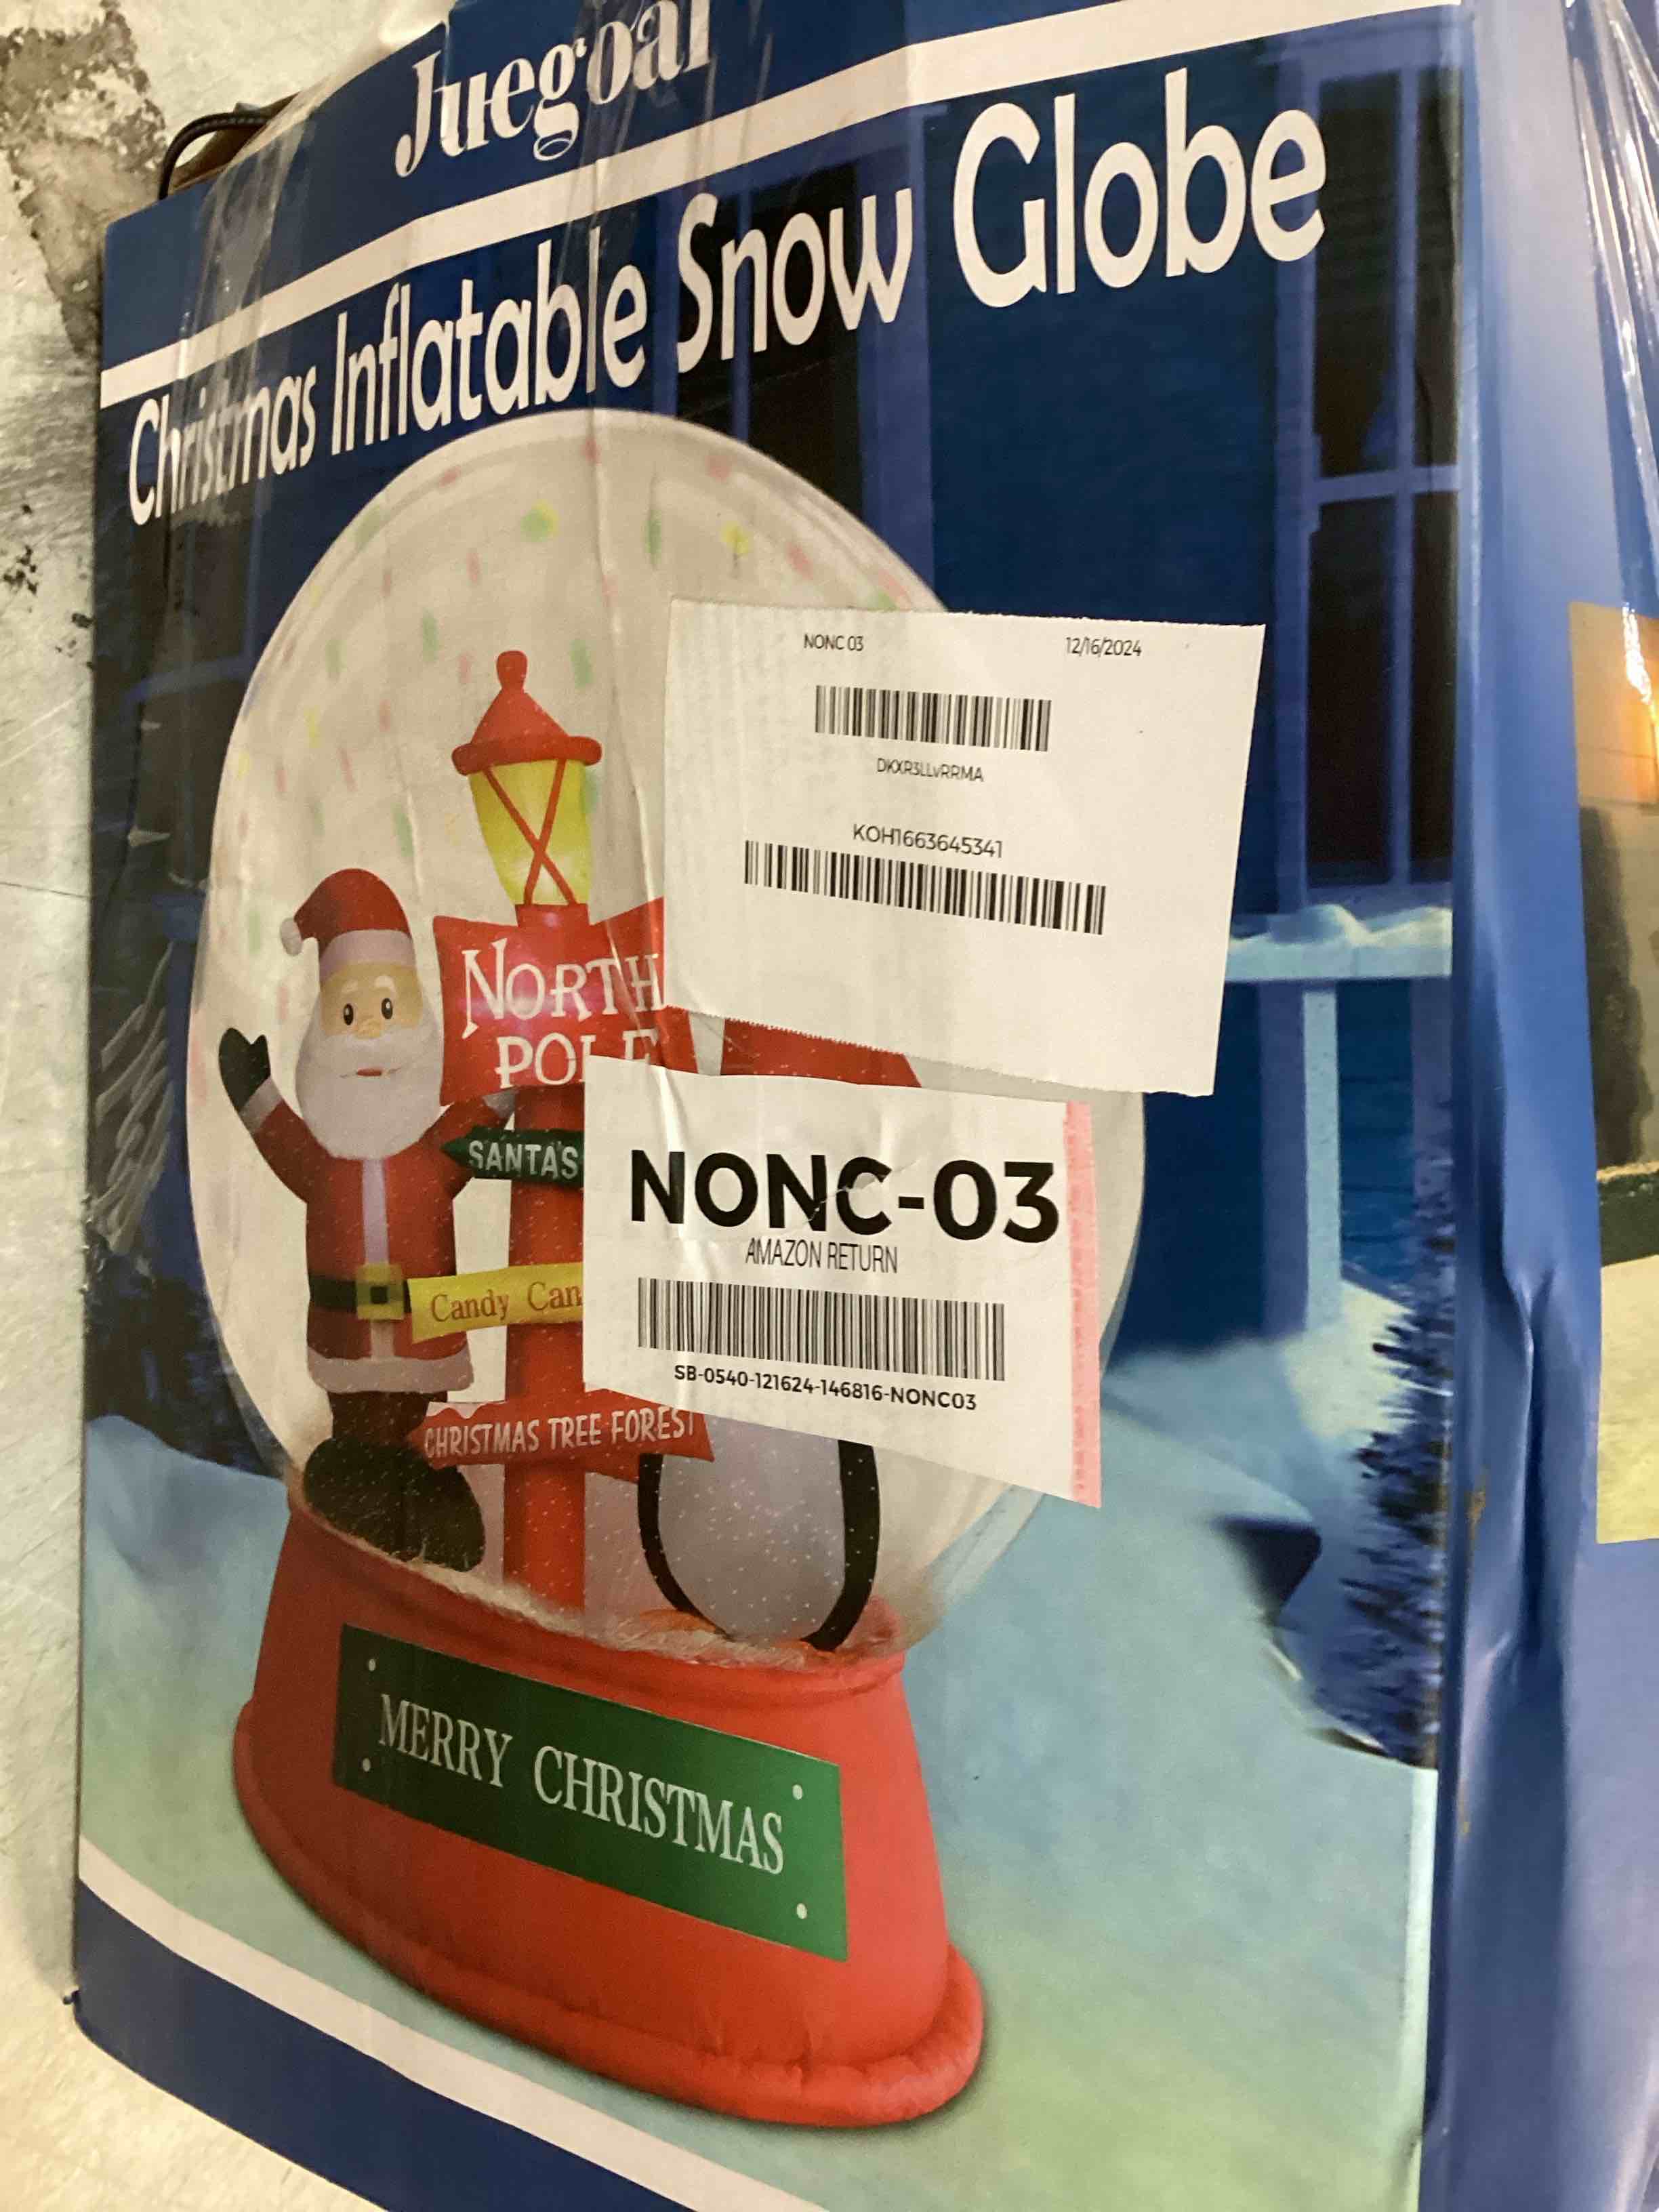 Juegoal
Christmas Inflatable Snow Globe
NONC 03
12/16/2024
DKXR3LLvRRMA
KOH1663645341
NORTH
POLE
SANTA'S
NONC-03
AMAZON RETURN
Candy Can
SB-0540-121624-146816-NONC03
CHRISTMAS TREE FOREST
MERRY CHRISTMAS